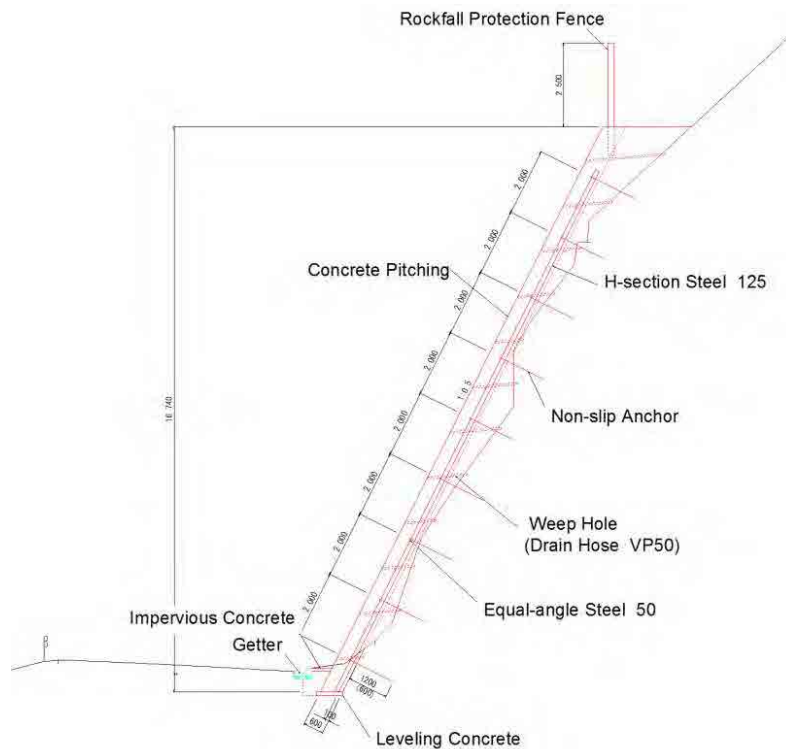 Rockfall Protection Fence
2.500
2.000
2.000
Concrete Pitching
H-section Steel 125
2.000
2.000
1:0.5
Non-slip Anchor
16.740
2.000
2.000
Weep Hole
(Drain Hose VP50)
2.000
2.000
Equal-angle Steel 50
Impervious Concrete
Getter
1200
(600)
100
600
Leveling Concrete